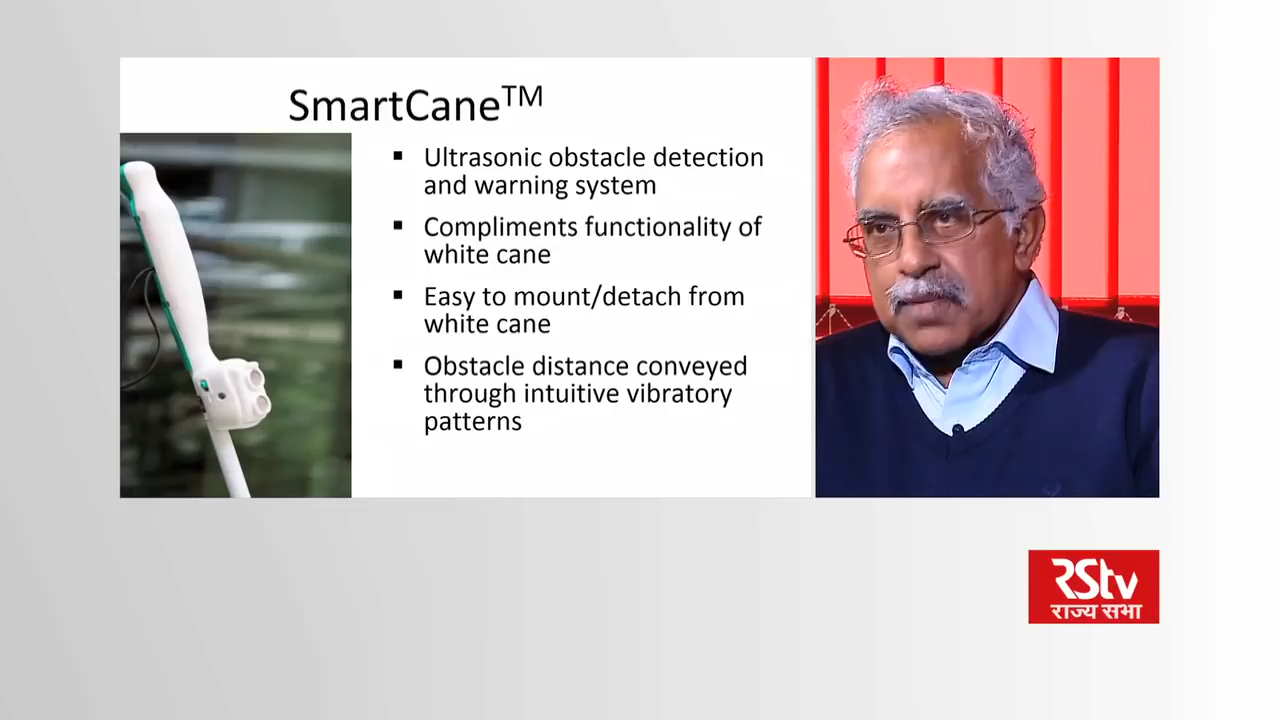 SmartCane™
▪ Ultrasonic obstacle detection
and warning system
▪ Compliments functionality of
white cane
▪ Easy to mount/detach from
white cane
▪ Obstacle distance conveyed
through intuitive vibratory
patterns
RStv
राज्य सभा